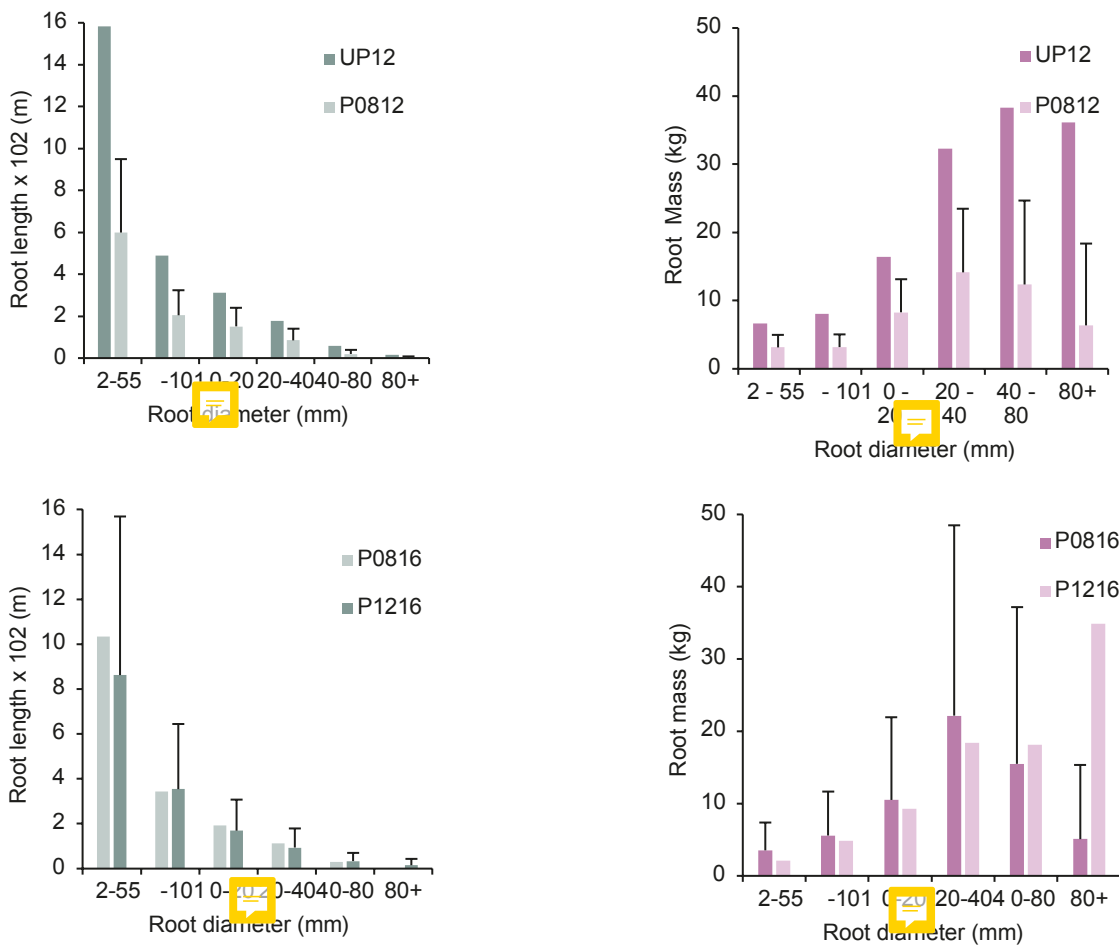 16
14
12
10
8
6
4
2
0
Root length x 102 (m)
UP12
P0812
2-55 -101 0-20 20-40 40-80 80+
Root diameter (mm)
50
40
30
20
10
0
Root Mass (kg)
UP12
P0812
2 - 55 - 101 0 - 20 - 40 - 80+
40 80
Root diameter (mm)
16
14
12
10
8
6
4
2
0
Root length x 102 (m)
P0816
P1216
2-55 -101 0-20 20-404 0-80 80+
Root diameter (mm)
50
40
30
20
10
0
Root mass (kg)
P0816
P1216
2-55 -101 0-20 20-404 0-80 80+
Root diameter (mm)